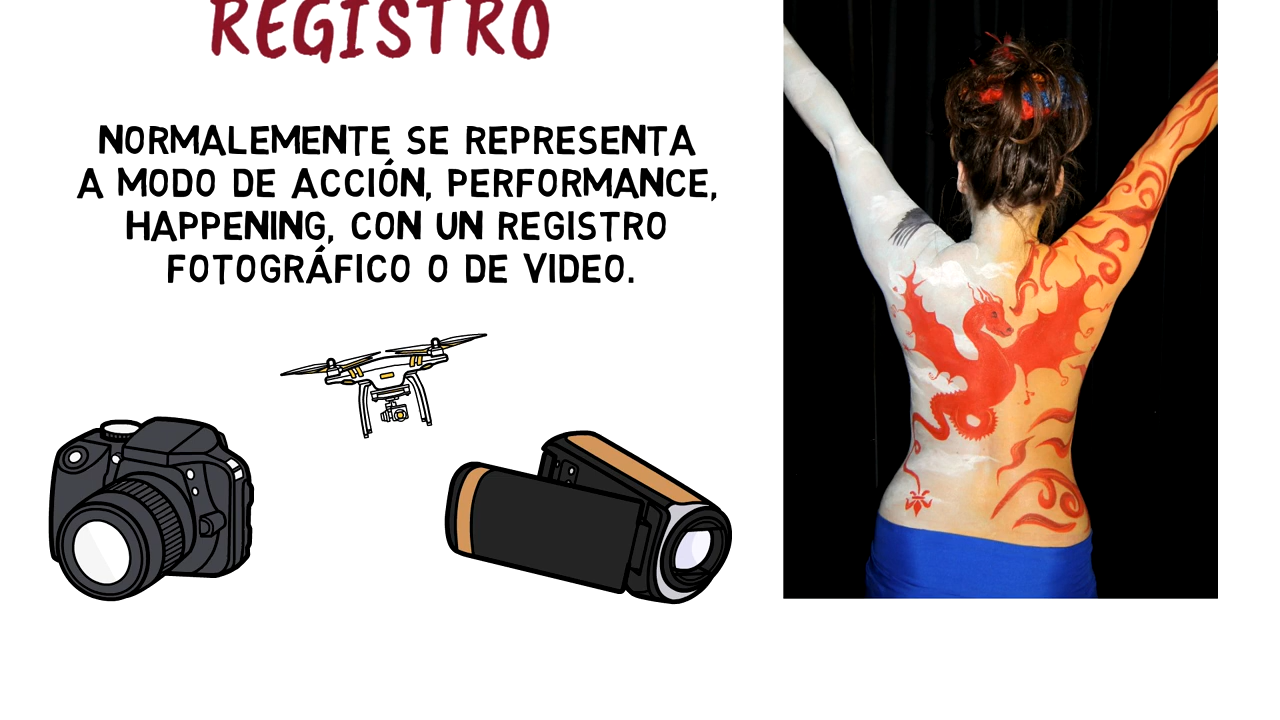 REGISTRO
NORMALEMENTE SE REPRESENTA
A MODO DE ACCIÓN, PERFORMANCE,
HAPPENING, CON UN REGISTRO
FOTOGRÁFICO O DE VIDEO.